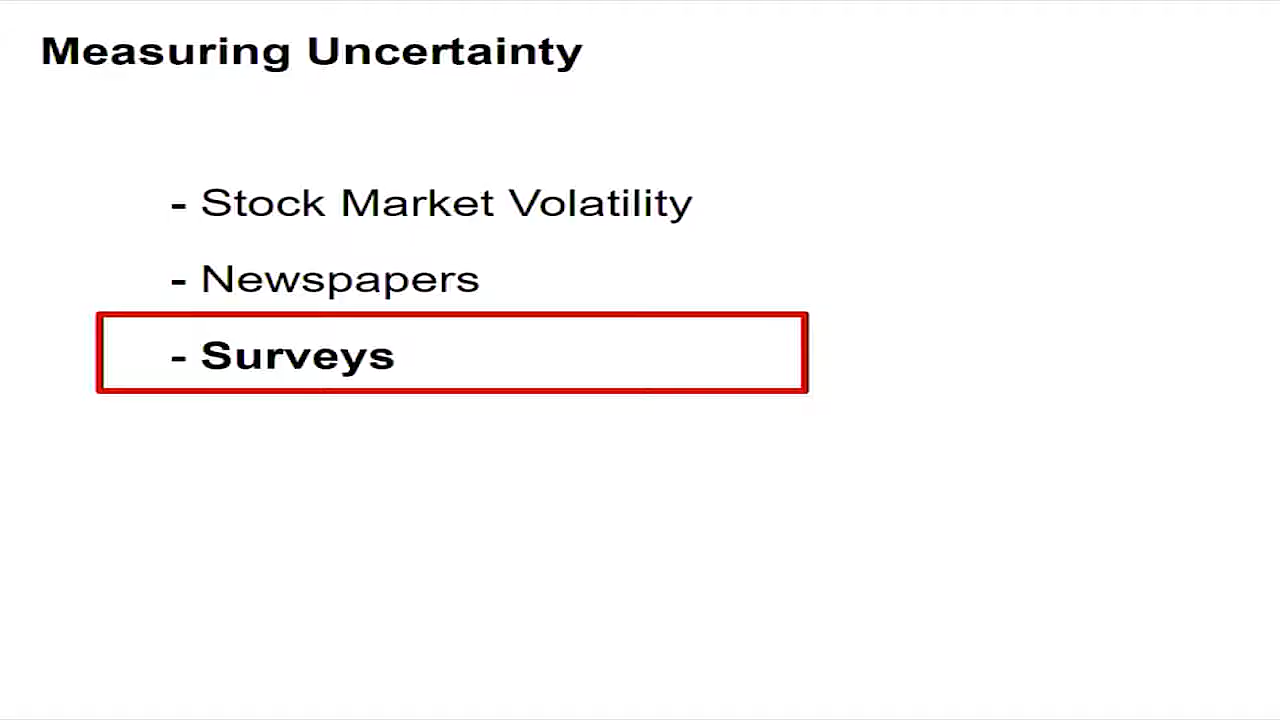 Measuring Uncertainty
- Stock Market Volatility
- Newspapers
- Surveys